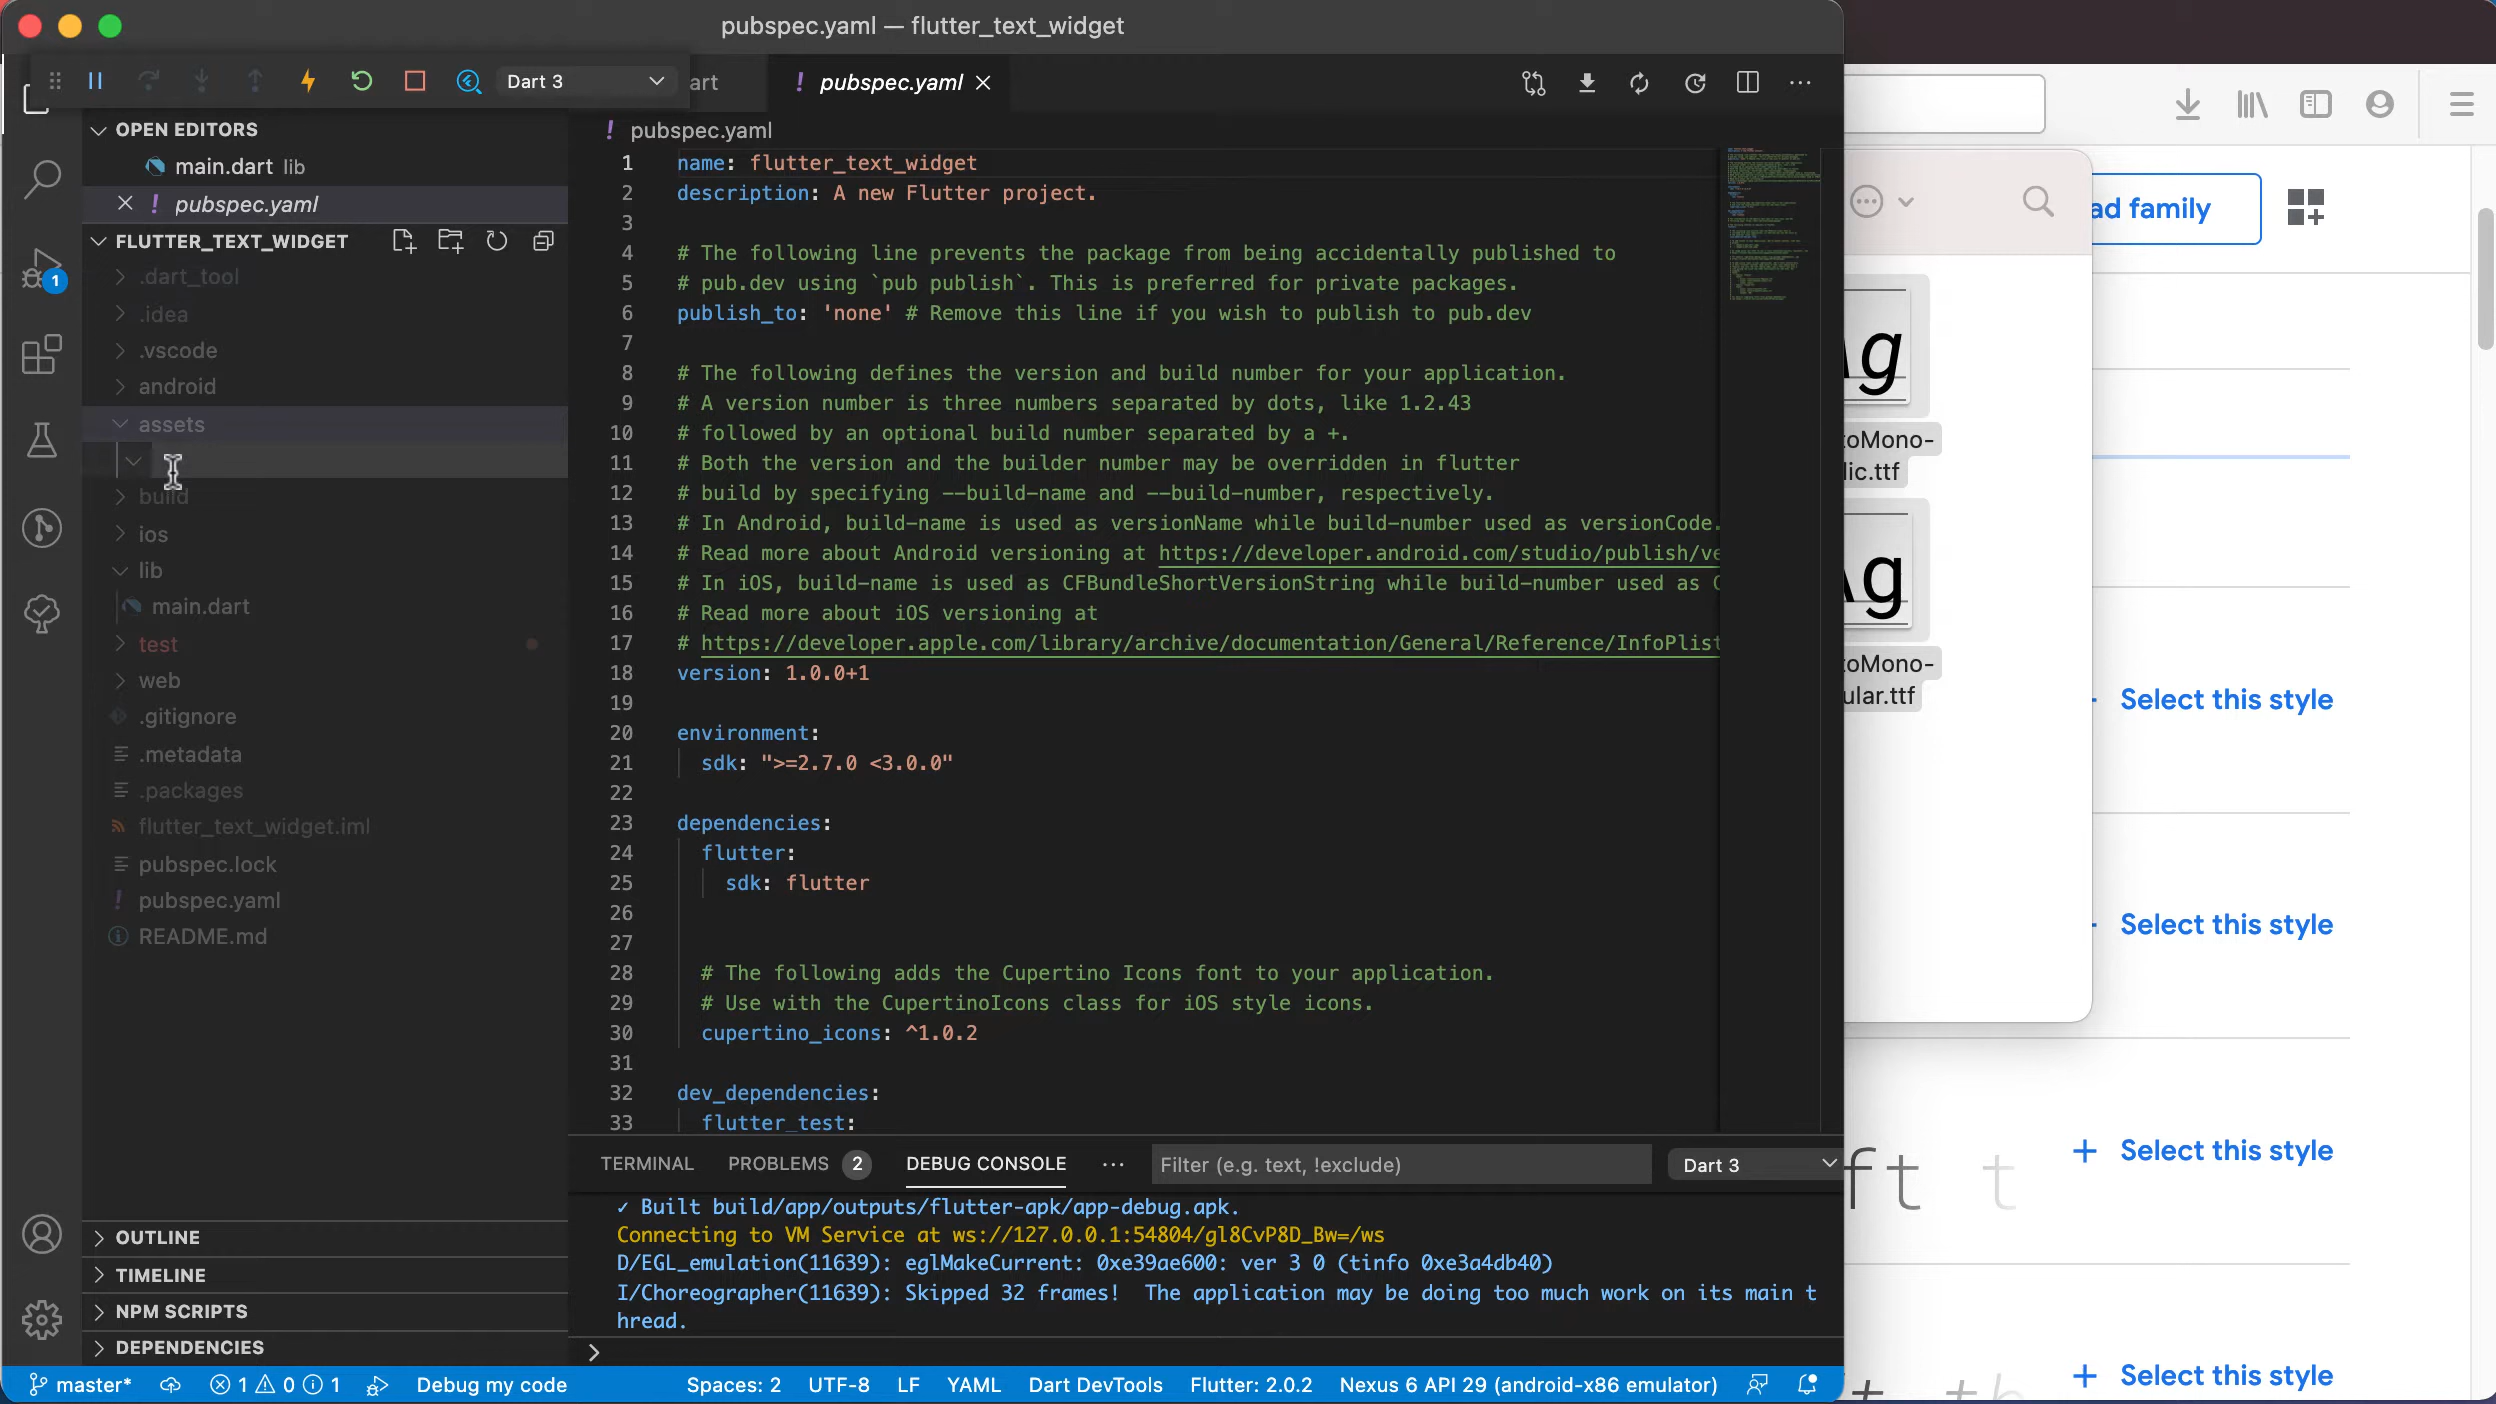 pubspec.yaml — flutter_text_widget
Dart 3
art
! pubspec.yaml
OPEN EDITORS
main.dart lib
! pubspec.yaml
FLUTTER_TEXT_WIDGET
.dart_tool
.idea
.vscode
android
assets
build
ios
lib
main.dart
test
web
.gitignore
.metadata
.packages
flutter_text_widget.iml
pubspec.lock
! pubspec.yaml
README.md
OUTLINE
TIMELINE
NPM SCRIPTS
DEPENDENCIES
1
! pubspec.yaml
1 name: flutter_text_widget
2 description: A new Flutter project.
3
4 # The following line prevents the package from being accidentally published to
5 # pub.dev using `pub publish`. This is preferred for private packages.
6 publish_to: 'none' # Remove this line if you wish to publish to pub.dev
7
8 # The following defines the version and build number for your application.
9 # A version number is three numbers separated by dots, like 1.2.43
10 # followed by an optional build number separated by a +.
11 # Both the version and the builder number may be overridden in flutter
12 # build by specifying --build-name and --build-number, respectively.
13 # In Android, build-name is used as versionName while build-number used as versionCode.
14 # Read more about Android versioning at https://developer.android.com/studio/publish/ve
15 # In iOS, build-name is used as CFBundleShortVersionString while build-number used as C
16 # Read more about iOS versioning at
17 # https://developer.apple.com/library/archive/documentation/General/Reference/InfoPlist
18 version: 1.0.0+1
19
20 environment:
21 sdk: ">=2.7.0 <3.0.0"
22
23 dependencies:
24 flutter:
25 sdk: flutter
26
27
28 # The following adds the Cupertino Icons font to your application.
29 # Use with the CupertinoIcons class for iOS style icons.
30 cupertino_icons: ^1.0.2
31
32 dev_dependencies:
33 flutter_test:
TERMINAL PROBLEMS 2 DEBUG CONSOLE ··· Filter (e.g. text, !exclude) Dart 3
✓ Built build/app/outputs/flutter-apk/app-debug.apk.
Connecting to VM Service at ws://127.0.0.1:54804/gl8CvP8D_Bw=/ws
D/EGL_emulation(11639): eglMakeCurrent: 0xe39ae600: ver 3 0 (tinfo 0xe3a4db40)
I/Choreographer(11639): Skipped 32 frames! The application may be doing too much work on its main t
hread.
master* 1 0 1 Debug my code Spaces: 2 UTF-8 LF YAML Dart DevTools Flutter: 2.0.2 Nexus 6 API 29 (android-x86 emulator)
ad family
Ag
toMono-
lic.ttf
Ag
toMono-
ular.ttf
Select this style
Select this style
ft t + Select this style
+ Select this style